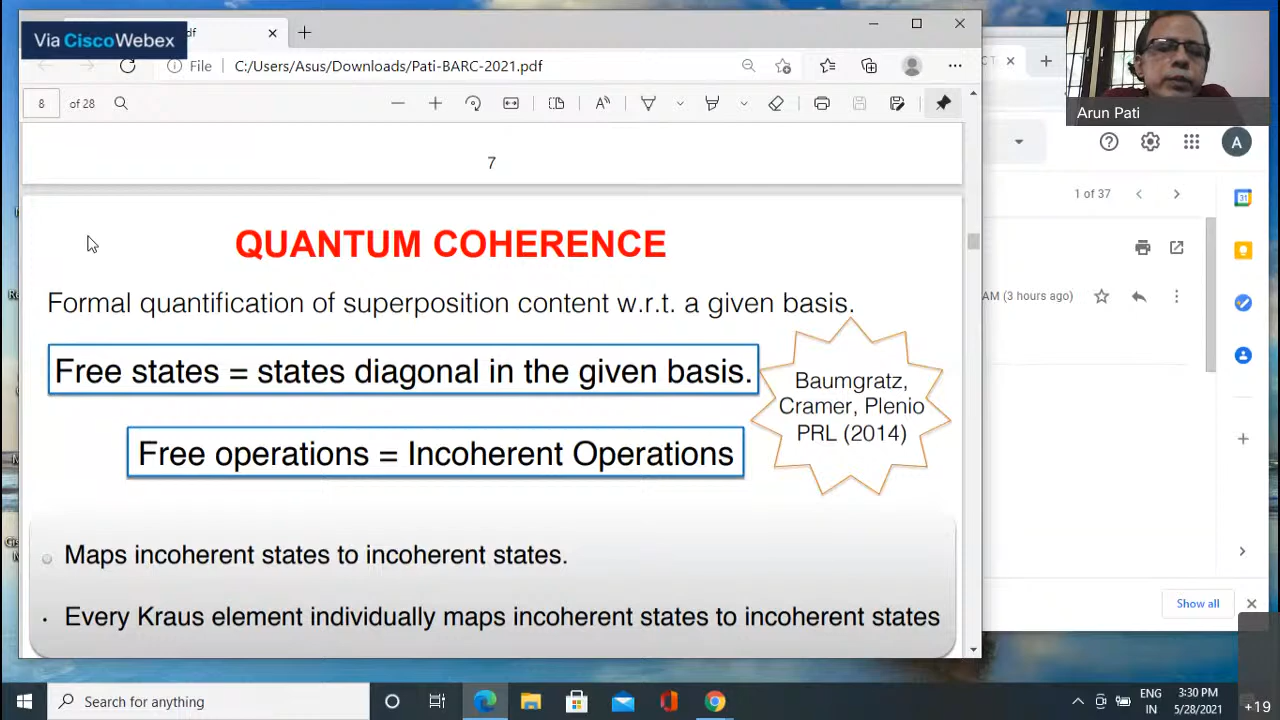 Via Cisco Webex
df
File
C:/Users/Asus/Downloads/Pati-BARC-2021.pdf
8
of 28
7
QUANTUM COHERENCE
Formal quantification of superposition content w.r.t. a given basis.
Free states = states diagonal in the given basis.
Baumgratz,
Cramer, Plenio
PRL (2014)
Free operations = Incoherent Operations
Maps incoherent states to incoherent states.
Every Kraus element individually maps incoherent states to incoherent states
Arun Pati
A
1 of 37
31
AM (3 hours ago)
Show all
Search for anything
ENG
IN
3:30 PM
5/28/2021
+19